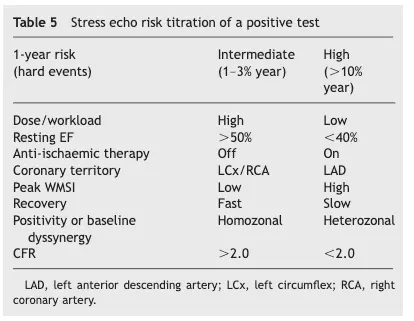 Table 5 Stress echo risk titration of a positive test
1-year risk Intermediate High
(hard events) (1–3% year) (>10%
year)
Dose/workload High Low
Resting EF >50% <40%
Anti-ischaemic therapy Off On
Coronary territory LCx/RCA LAD
Peak WMSI Low High
Recovery Fast Slow
Positivity or baseline Homozonal Heterozonal
dyssynergy
CFR >2.0 <2.0
LAD, left anterior descending artery; LCx, left circumflex; RCA, right
coronary artery.